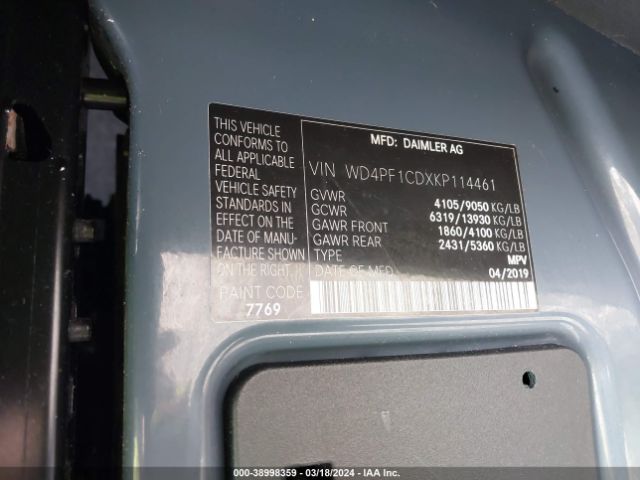 THIS VEHICLE
CONFORMS TO
ALL APPLICABLE
FEDERAL
VEHICLE SAFETY
STANDARDS IN
EFFECT ON THE
DATE OF MANU-
FACTURE SHOWN
ON THE RIGHT.
PAINT CODE
7769
MFD: DAIMLER AG
VIN WD4PF1CDXKP114461
GVWR 4105/9050 KG/LB
GCWR 6319/13930 KG/LB
GAWR FRONT 1860/4100 KG/LB
GAWR REAR 2431/5360 KG/LB
TYPE MPV
DATE OF MFD 04/2019
000-38998359 — 03/18/2024 — IAA Inc.